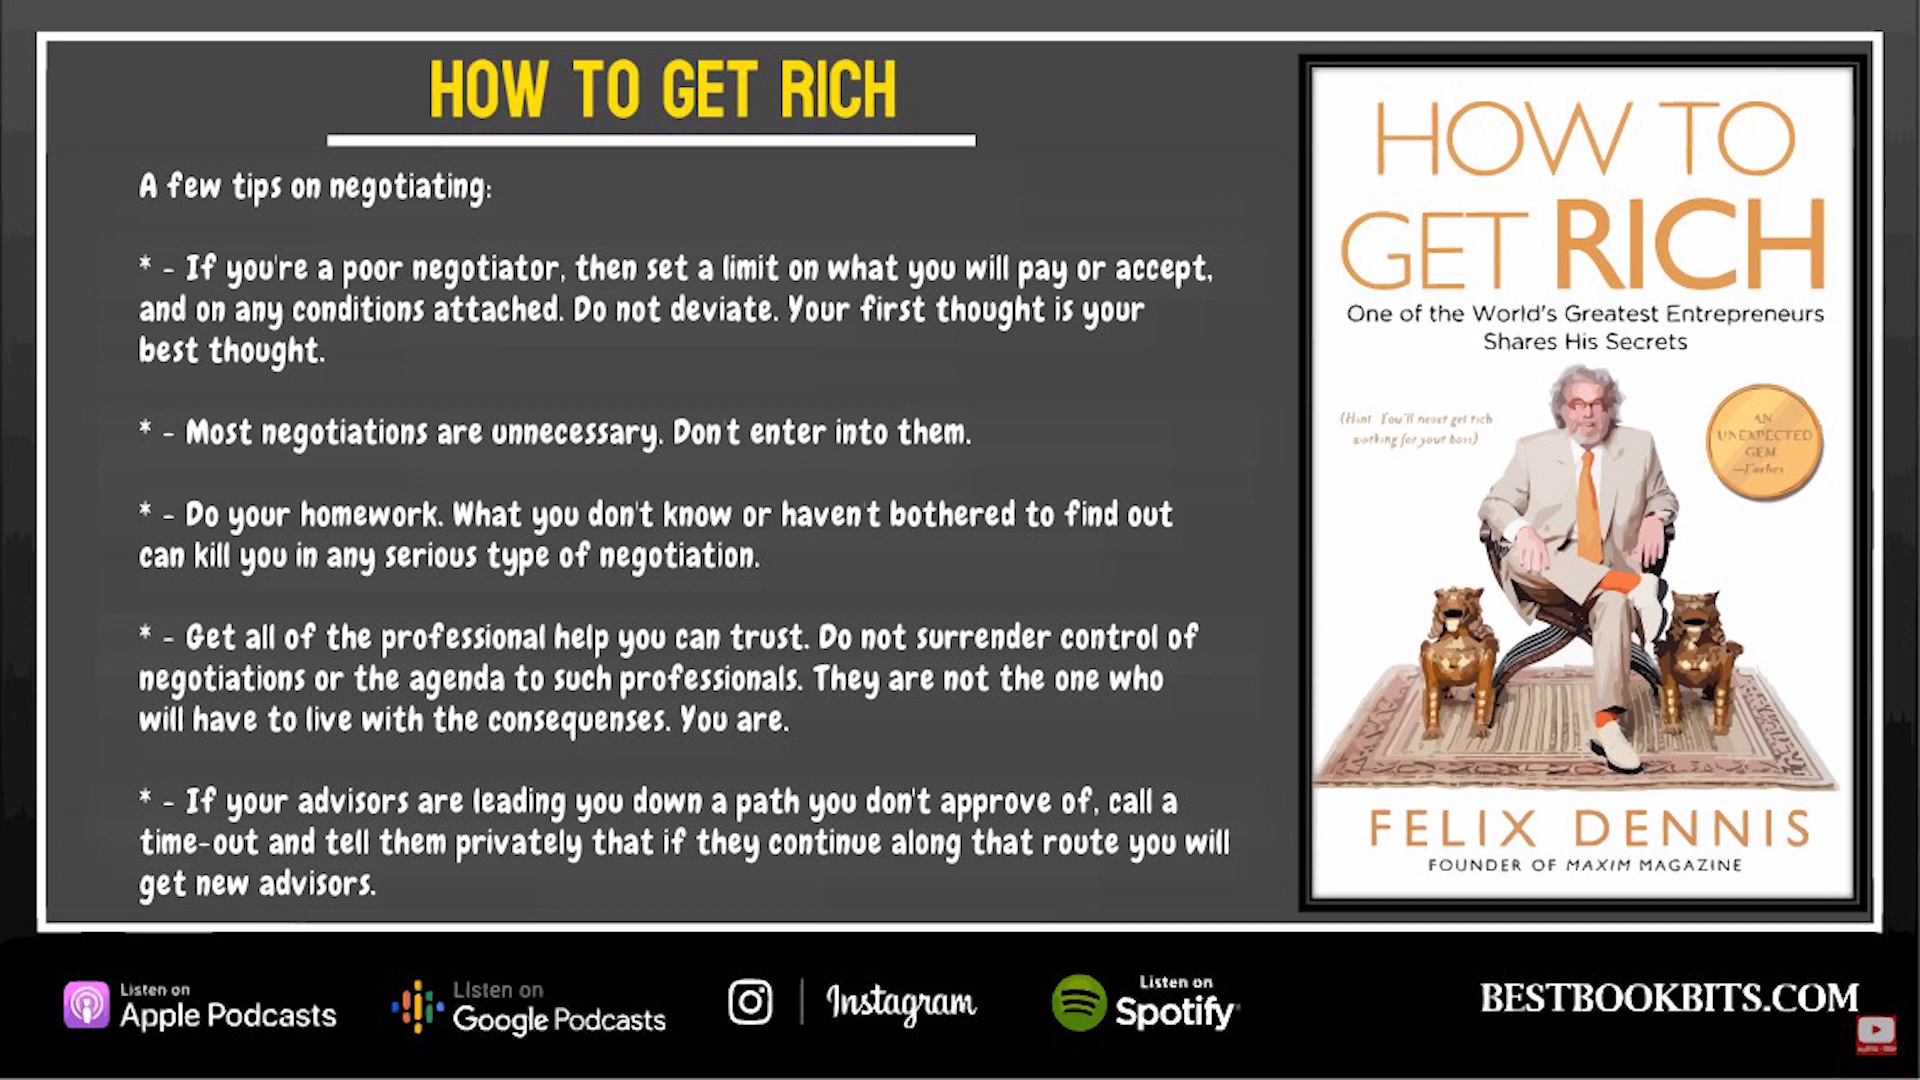 HOW TO GET RICH
A few tips on negotiating:
* - If you're a poor negotiator, then set a limit on what you will pay or accept,
and on any conditions attached. Do not deviate. Your first thought is your
best thought.
* - Most negotiations are unnecessary. Don't enter into them.
* - Do your homework. What you don't know or haven't bothered to find out
can kill you in any serious type of negotiation.
* - Get all of the professional help you can trust. Do not surrender control of
negotiations or the agenda to such professionals. They are not the one who
will have to live with the consequenses. You are.
* - If your advisors are leading you down a path you don't approve of, call a
time-out and tell them privately that if they continue along that route you will
get new advisors.
HOW TO
GET RICH
One of the World's Greatest Entrepreneurs
Shares His Secrets
(Hint You'll never get rich
working for your boss)
AN
UNEXPECTED
GEM
—Forbes
FELIX DENNIS
FOUNDER OF MAXIM MAGAZINE
Listen on
Apple Podcasts
Listen on
Google Podcasts
Instagram
Listen on
Spotify
BESTBOOKBITS.COM